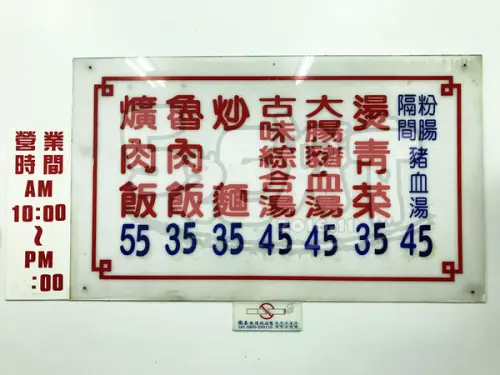 營業
時間
AM
10:00
～
PM
:00
爌肉飯 55
魯肉飯 35
炒麵 35
古味綜合湯 45
大腸豬血湯 45
燙青菜 35
粉腸 隔間 豬血湯 45